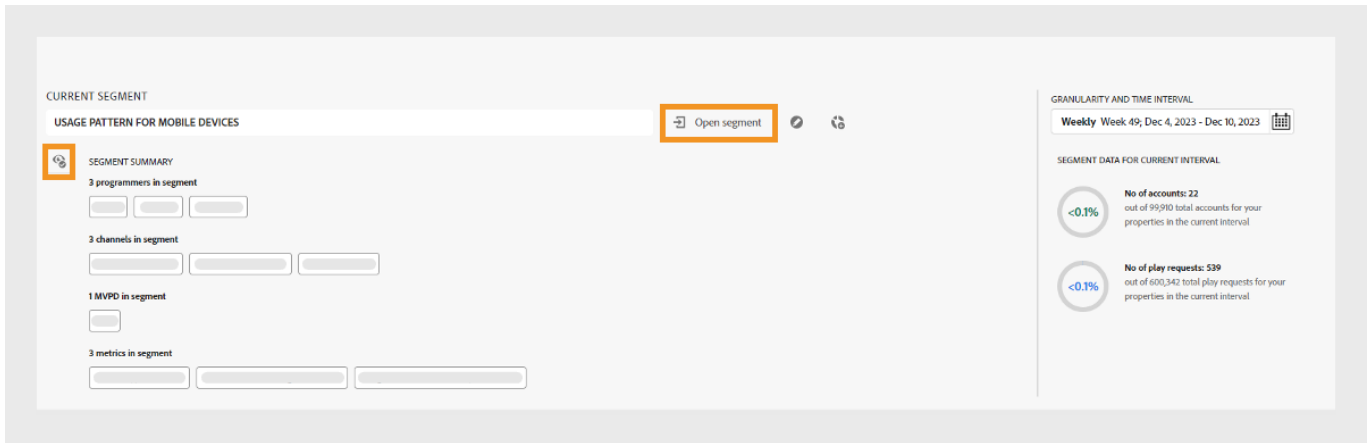 CURRENT SEGMENT
USAGE PATTERN FOR MOBILE DEVICES
Open segment
SEGMENT SUMMARY
3 programmers in segment
3 channels in segment
1 MVPD in segment
3 metrics in segment
GRANULARITY AND TIME INTERVAL
Weekly Week 49; Dec 4, 2023 - Dec 10, 2023
SEGMENT DATA FOR CURRENT INTERVAL
<0.1%
No of accounts: 22
out of 99,910 total accounts for your
properties in the current interval
<0.1%
No of play requests: 539
out of 600,342 total play requests for your
properties in the current interval